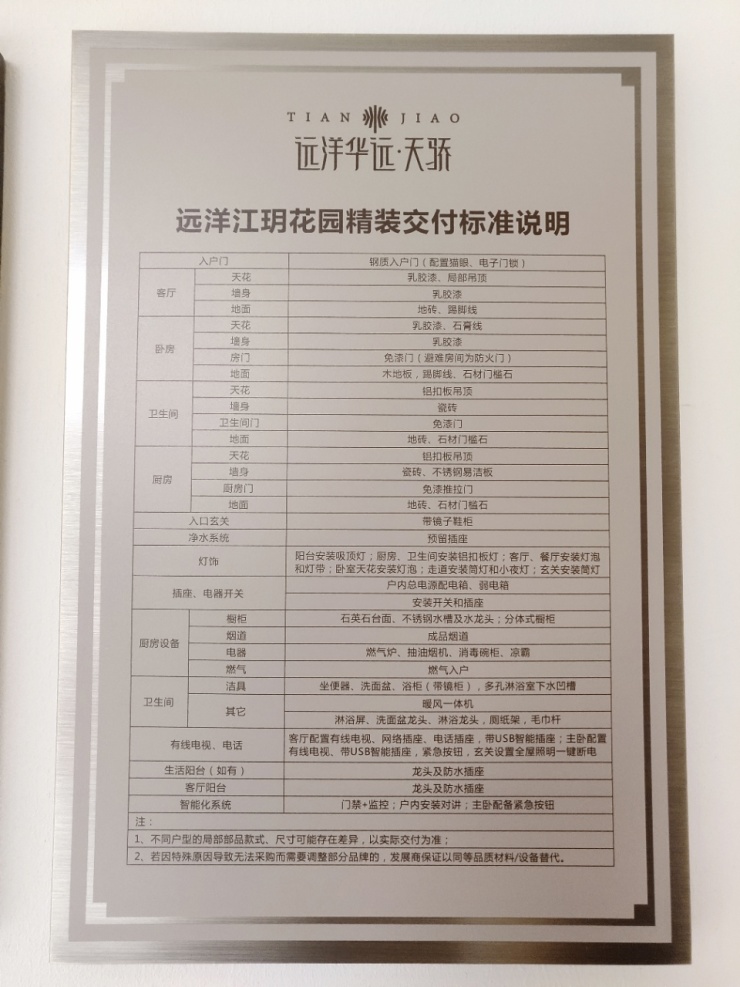 TIAN JIAO
远洋华远·天骄
远洋江玥花园精装交付标准说明
入户门 钢质入户门（配置猫眼、电子门锁）
客厅 天花 乳胶漆、局部吊顶
墙身 乳胶漆
地面 地砖、踢脚线
卧房 天花 乳胶漆、石膏线
墙身 乳胶漆
房门 免漆门（避难房间为防火门）
地面 木地板，踢脚线、石材门槛石
卫生间 天花 铝扣板吊顶
墙身 瓷砖
卫生间门 免漆门
地面 地砖、石材门槛石
厨房 天花 铝扣板吊顶
墙身 瓷砖、不锈钢易洁板
厨房门 免漆推拉门
地面 地砖、石材门槛石
入口玄关 带镜子鞋柜
净水系统 预留插座
灯饰 阳台安装吸顶灯；厨房、卫生间安装铝扣板灯；客厅、餐厅安装灯泡
和灯带；卧室天花安装灯泡；走道安装筒灯和小夜灯；玄关安装筒灯
插座、电器开关 户内总电源配电箱、弱电箱
安装开关和插座
厨房设备 橱柜 石英石台面、不锈钢水槽及水龙头；分体式橱柜
烟道 成品烟道
电器 燃气炉、抽油烟机、消毒碗柜、凉霸
燃气 燃气入户
卫生间 洁具 坐便器、洗面盆、浴柜（带镜柜），多孔淋浴室下水凹槽
其它 暖风一体机
淋浴屏、洗面盆龙头、淋浴龙头，厕纸架，毛巾杆
有线电视、电话 客厅配置有线电视、网络插座、电话插座，带USB智能插座；主卧配置
有线电视、带USB智能插座，紧急按钮，玄关设置全屋照明一键断电
生活阳台（如有） 龙头及防水插座
客厅阳台 龙头及防水插座
智能化系统 门禁+监控；户内安装对讲；主卧配备紧急按钮
注：
1、不同户型的局部部品款式、尺寸可能存在差异，以实际交付为准；
2、若因特殊原因导致无法采购而需要调整部分品牌的，发展商保证以同等品质材料/设备替代。